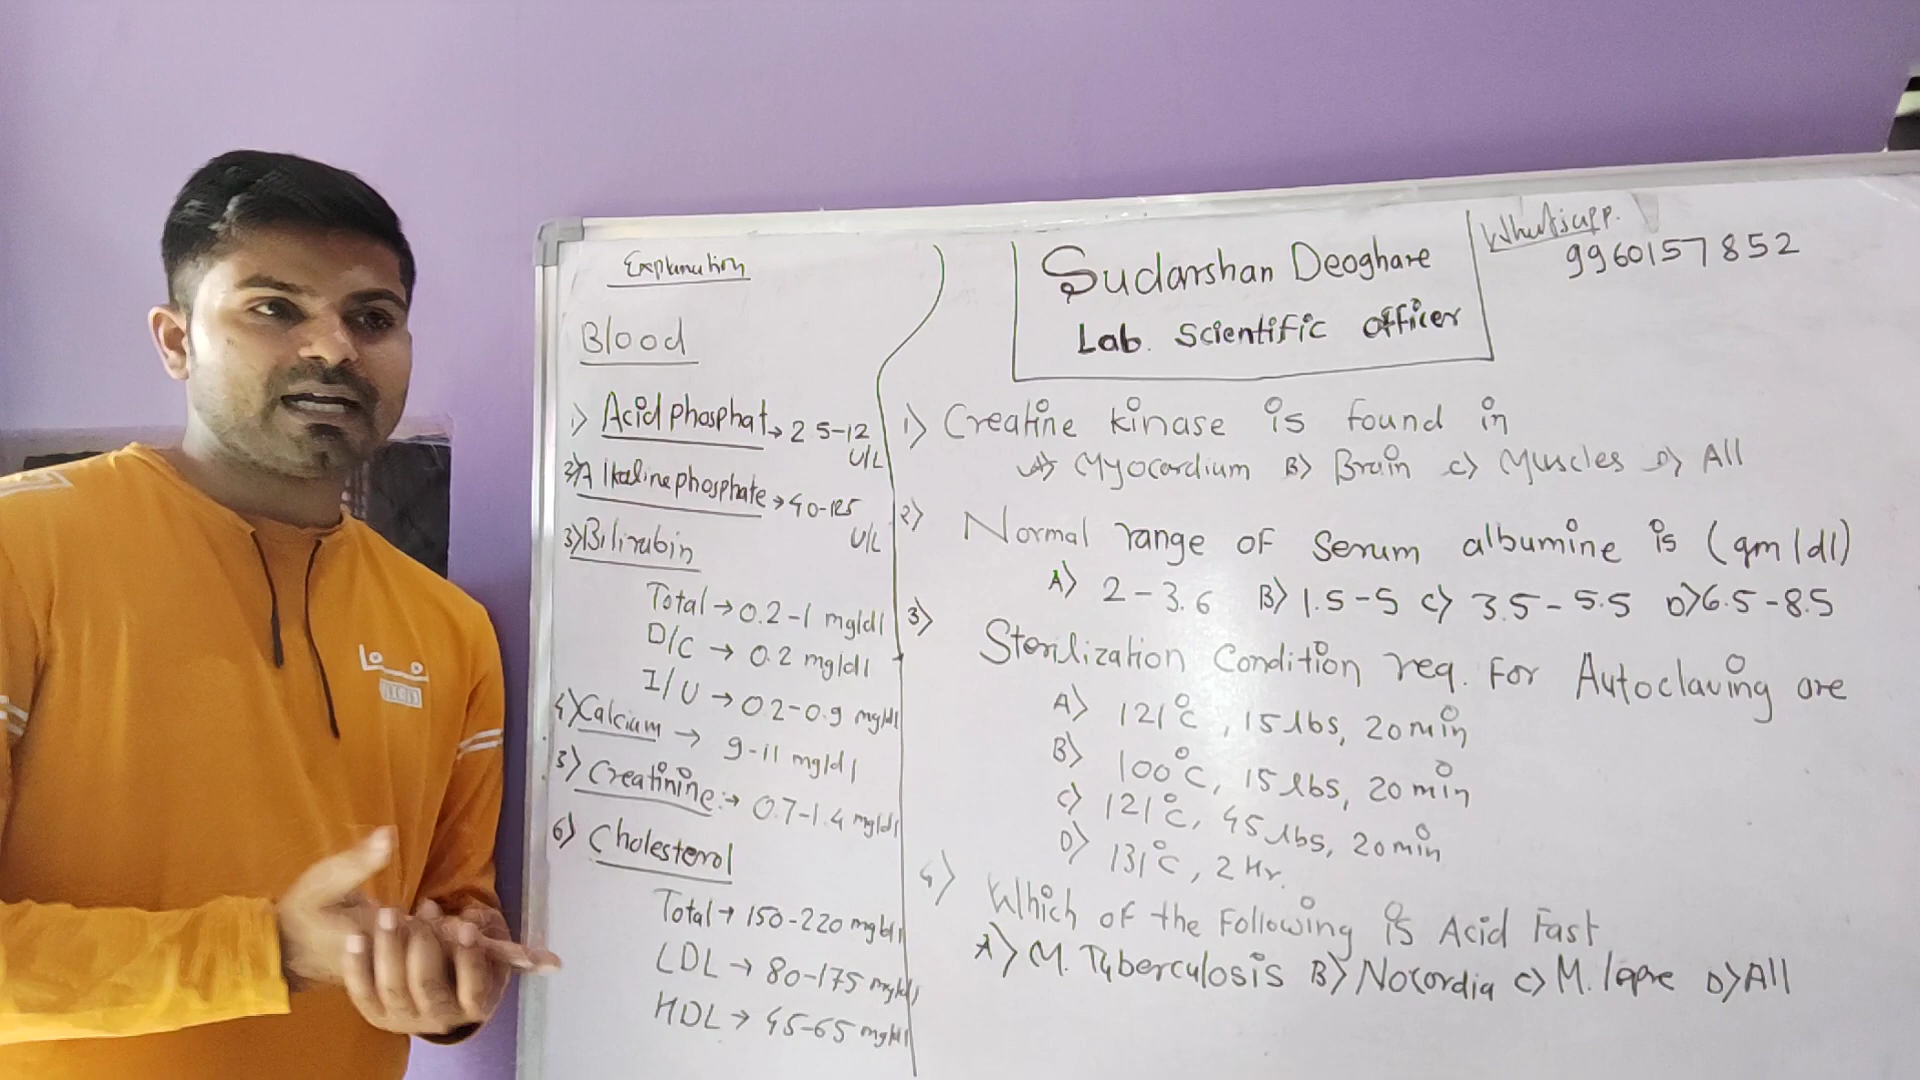 Explanation
Blood
1) Acid phosphat → 2.5-12 U/L
2) Alkaline phosphate → 40-125 U/L
3) Bilirubin
Total → 0.2-1 mg/dl
D/C → 0.2 mg/dl
I/U → 0.2-0.9 mg/dl
4) Calcium → 9-11 mg/dl
5) Creatinine :→ 0.7-1.4 mg/dl
6) Cholesterol
Total → 150-220 mg/dl
LDL → 80-175 mg/dl
HDL → 45-65 mg/dl
Sudarshan Deoghare
Lab. Scientific Officer
Whatsapp.
9960157852
1) Creatine kinase is found in
A) Myocardium B) Brain C) Muscles D) All
2) Normal range of Serum albumine is (gm/dl)
A) 2-3.6 B) 1.5-5 C) 3.5-5.5 D) 6.5-8.5
3) Sterilization Condition req. For Autoclaving are
A) 121°C, 15 lbs, 20 min
B) 100°C, 15 lbs, 20 min
C) 121°C, 45 lbs, 20 min
D) 131°C, 2 Hr.
4) Which of the Following is Acid Fast
A) M. Tuberculosis B) Nocordia C) M. lepre D) All